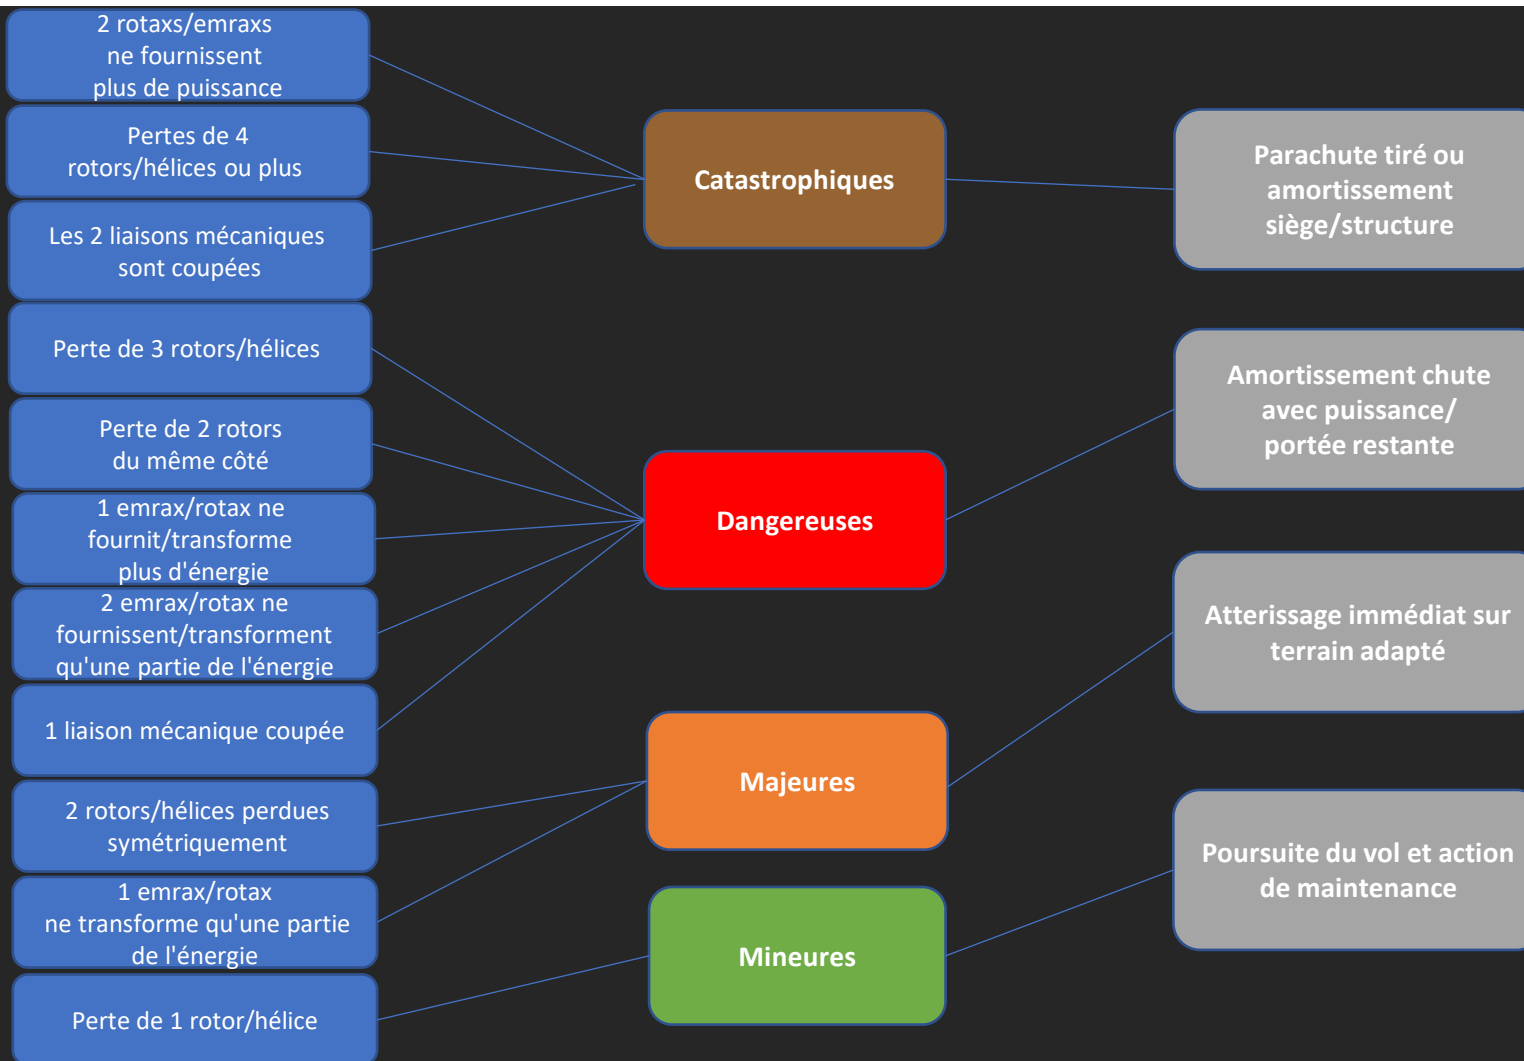 2 rotaxs/emraxs
ne fournissent
plus de puissance
Pertes de 4
rotors/hélices ou plus
Les 2 liaisons mécaniques
sont coupées
Perte de 3 rotors/hélices
Perte de 2 rotors
du même côté
1 emrax/rotax ne
fournit/transforme
plus d'énergie
2 emrax/rotax ne
fournissent/transforment
qu'une partie de l'énergie
1 liaison mécanique coupée
2 rotors/hélices perdues
symétriquement
1 emrax/rotax
ne transforme qu'une partie
de l'énergie
Perte de 1 rotor/hélice
Catastrophiques
Dangereuses
Majeures
Mineures
Parachute tiré ou
amortissement
siège/structure
Amortissement chute
avec puissance/
portée restante
Atterissage immédiat sur
terrain adapté
Poursuite du vol et action
de maintenance